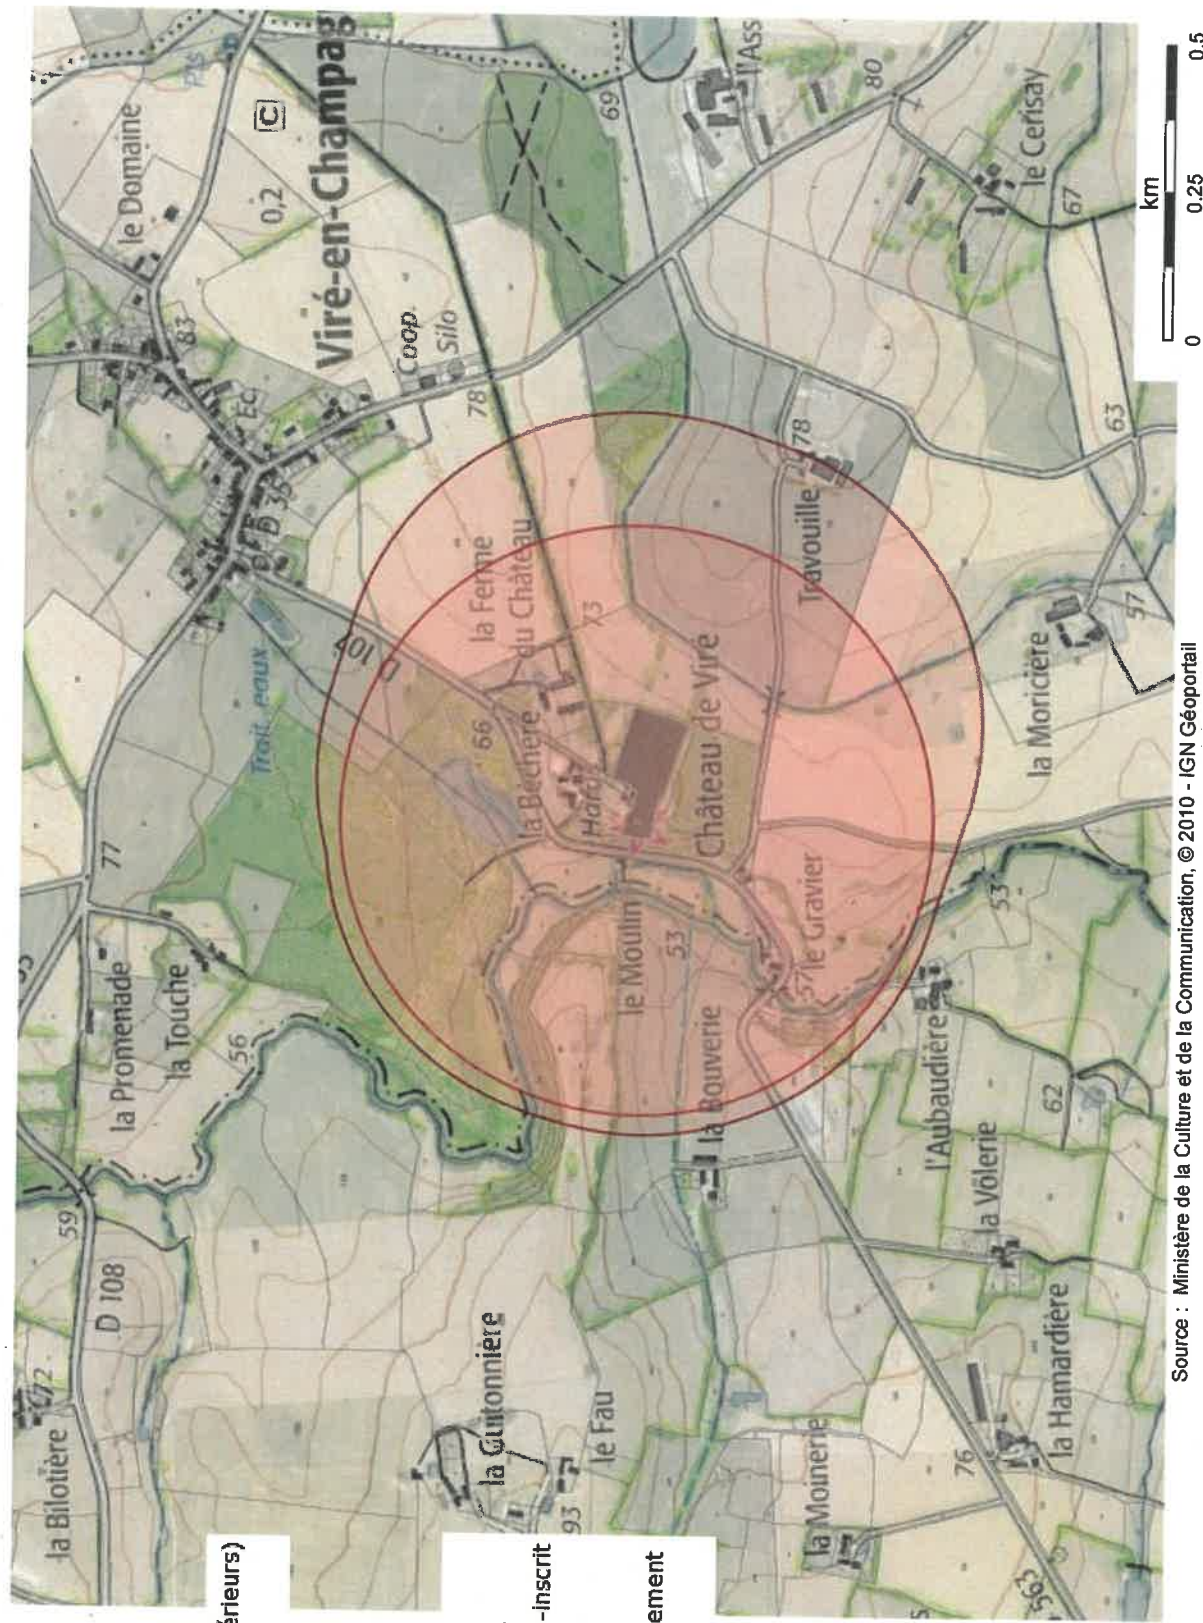 la Bilotière
72
D 108
59
la Promenade
la Touche
77
56
Trait. eaux
D 35
Ec.
83
le Domaine
0,2
C
Viré-en-Champag
Coop.
Silo
78
69
l'Ass
80
le Cerisay
67
63
D 107
la Ferme
du Château
73
66
la Béchère
Hard
Château de Viré
Travouille
78
la Moricière
57
le Moulin
53
le Gravier
57
53
la Bouverie
l'Aubaudière
62
la Vôlerie
la Guitonnière
le Fau
93
la Moinerie
76
la Hamardière
érieurs)
-inscrit
ement
km
0
0.25
0.5
Source : Ministère de la Culture et de la Communication, © 2010 - IGN Géoportail